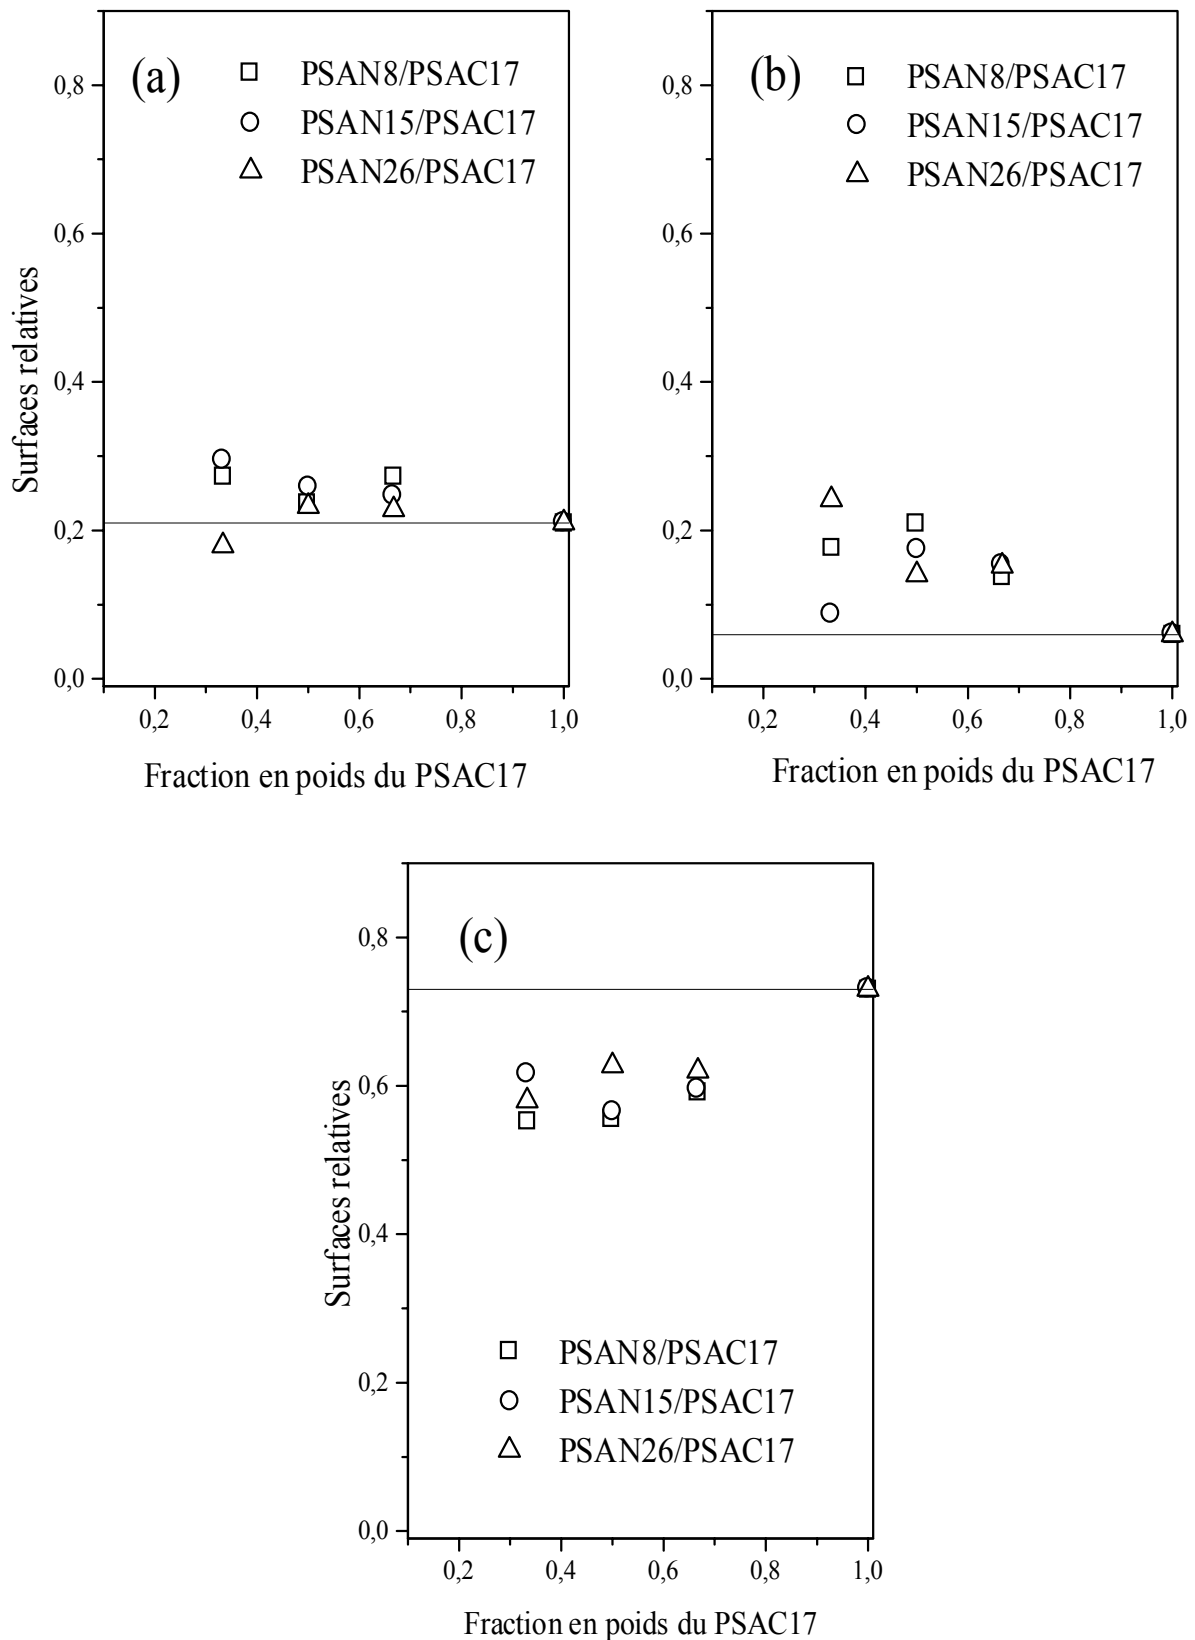 (a)
PSAN8/PSAC17
PSAN15/PSAC17
PSAN26/PSAC17
0,8
0,6
0,4
0,2
0,0
Surfaces relatives
0,2 0,4 0,6 0,8 1,0
Fraction en poids du PSAC17
(b)
PSAN8/PSAC17
PSAN15/PSAC17
PSAN26/PSAC17
0,8
0,6
0,4
0,2
0,0
0,2 0,4 0,6 0,8 1,0
Fraction en poids du PSAC17
(c)
0,8
0,6
0,4
0,2
0,0
Surfaces relatives
PSAN8/PSAC17
PSAN15/PSAC17
PSAN26/PSAC17
0,2 0,4 0,6 0,8 1,0
Fraction en poids du PSAC17